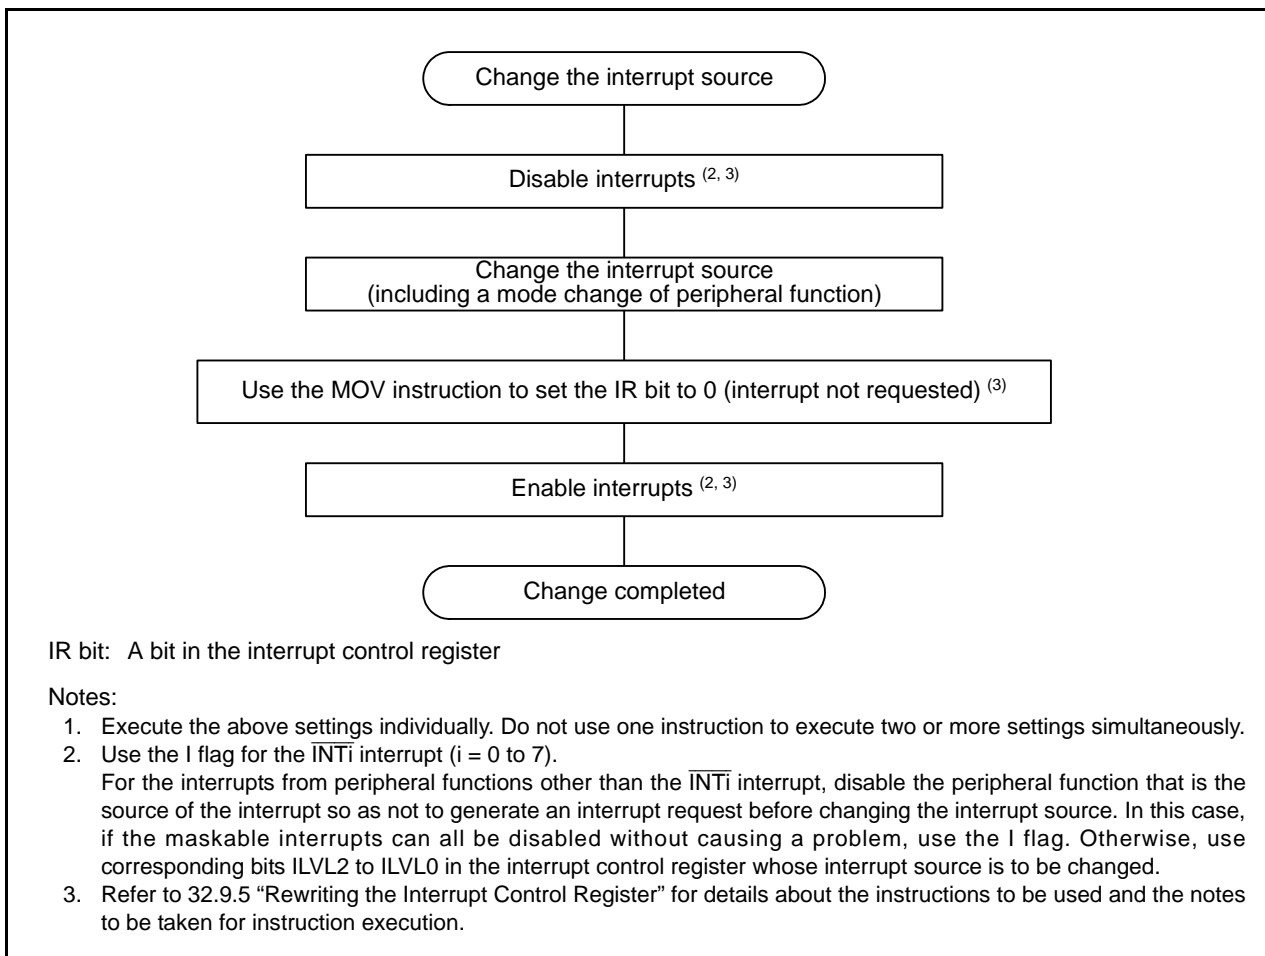 Change the interrupt source
Disable interrupts (2, 3)
Change the interrupt source
(including a mode change of peripheral function)
Use the MOV instruction to set the IR bit to 0 (interrupt not requested) (3)
Enable interrupts (2, 3)
Change completed
IR bit: A bit in the interrupt control register
Notes:
1. Execute the above settings individually. Do not use one instruction to execute two or more settings simultaneously.
2. Use the I flag for the I̅N̅T̅i̅ interrupt (i = 0 to 7).
For the interrupts from peripheral functions other than the I̅N̅T̅i̅ interrupt, disable the peripheral function that is the
source of the interrupt so as not to generate an interrupt request before changing the interrupt source. In this case,
if the maskable interrupts can all be disabled without causing a problem, use the I flag. Otherwise, use
corresponding bits ILVL2 to ILVL0 in the interrupt control register whose interrupt source is to be changed.
3. Refer to 32.9.5 “Rewriting the Interrupt Control Register” for details about the instructions to be used and the notes
to be taken for instruction execution.